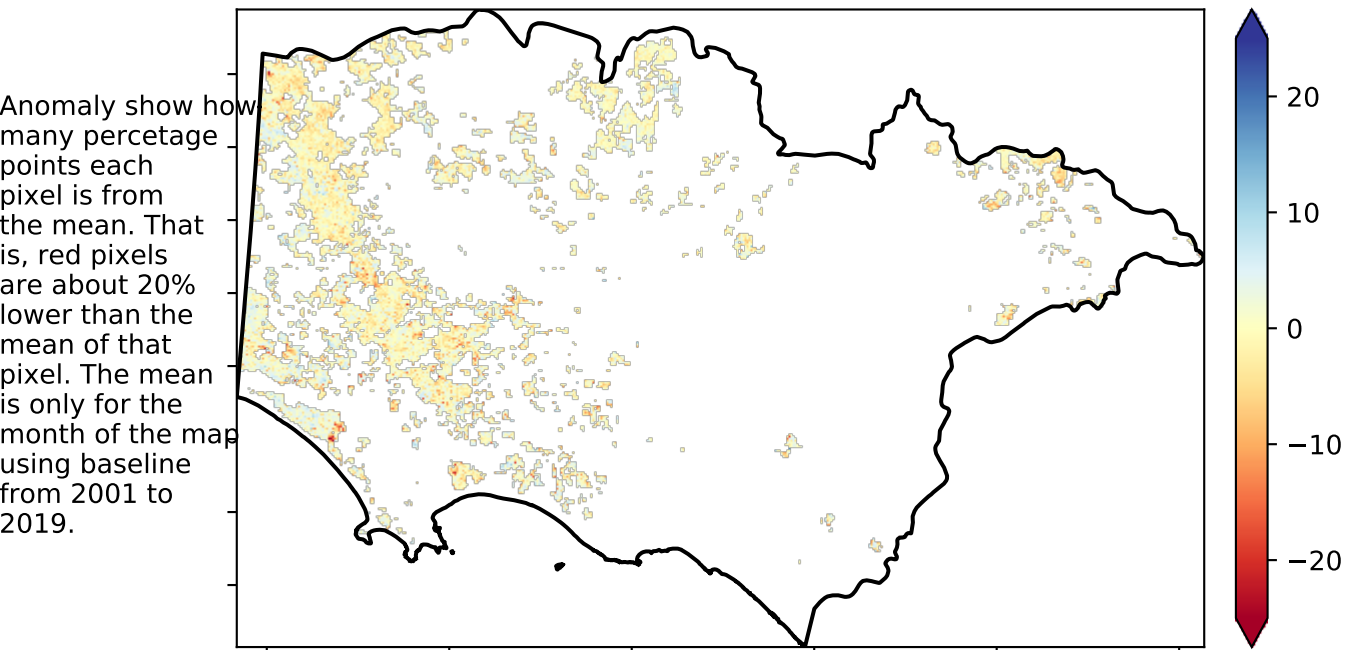 Anomaly show how
many percetage
points each
pixel is from
the mean. That
is, red pixels
are about 20%
lower than the
mean of that
pixel. The mean
is only for the
month of the map
using baseline
from 2001 to
2019.
20
10
0
−10
−20